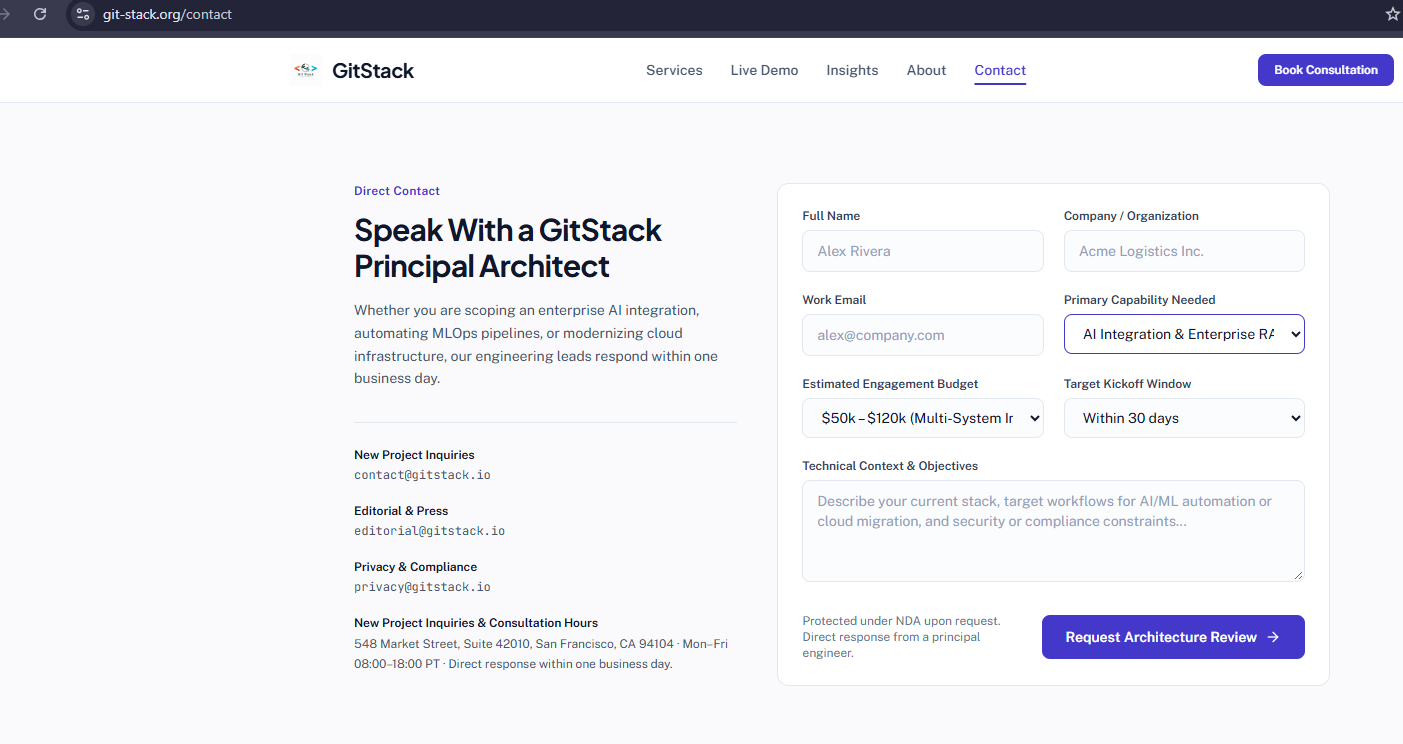 git-stack.org/contact
GitStack
Services
Live Demo
Insights
About
Contact
Book Consultation
Direct Contact
Speak With a GitStack
Principal Architect
Whether you are scoping an enterprise AI integration,
automating MLOps pipelines, or modernizing cloud
infrastructure, our engineering leads respond within one
business day.
New Project Inquiries
contact@gitstack.io
Editorial & Press
editorial@gitstack.io
Privacy & Compliance
privacy@gitstack.io
New Project Inquiries & Consultation Hours
548 Market Street, Suite 42010, San Francisco, CA 94104 · Mon–Fri
08:00–18:00 PT · Direct response within one business day.
Full Name
Alex Rivera
Company / Organization
Acme Logistics Inc.
Work Email
alex@company.com
Primary Capability Needed
AI Integration & Enterprise RA
Estimated Engagement Budget
$50k – $120k (Multi-System Ir
Target Kickoff Window
Within 30 days
Technical Context & Objectives
Describe your current stack, target workflows for AI/ML automation or
cloud migration, and security or compliance constraints...
Protected under NDA upon request.
Direct response from a principal
engineer.
Request Architecture Review →